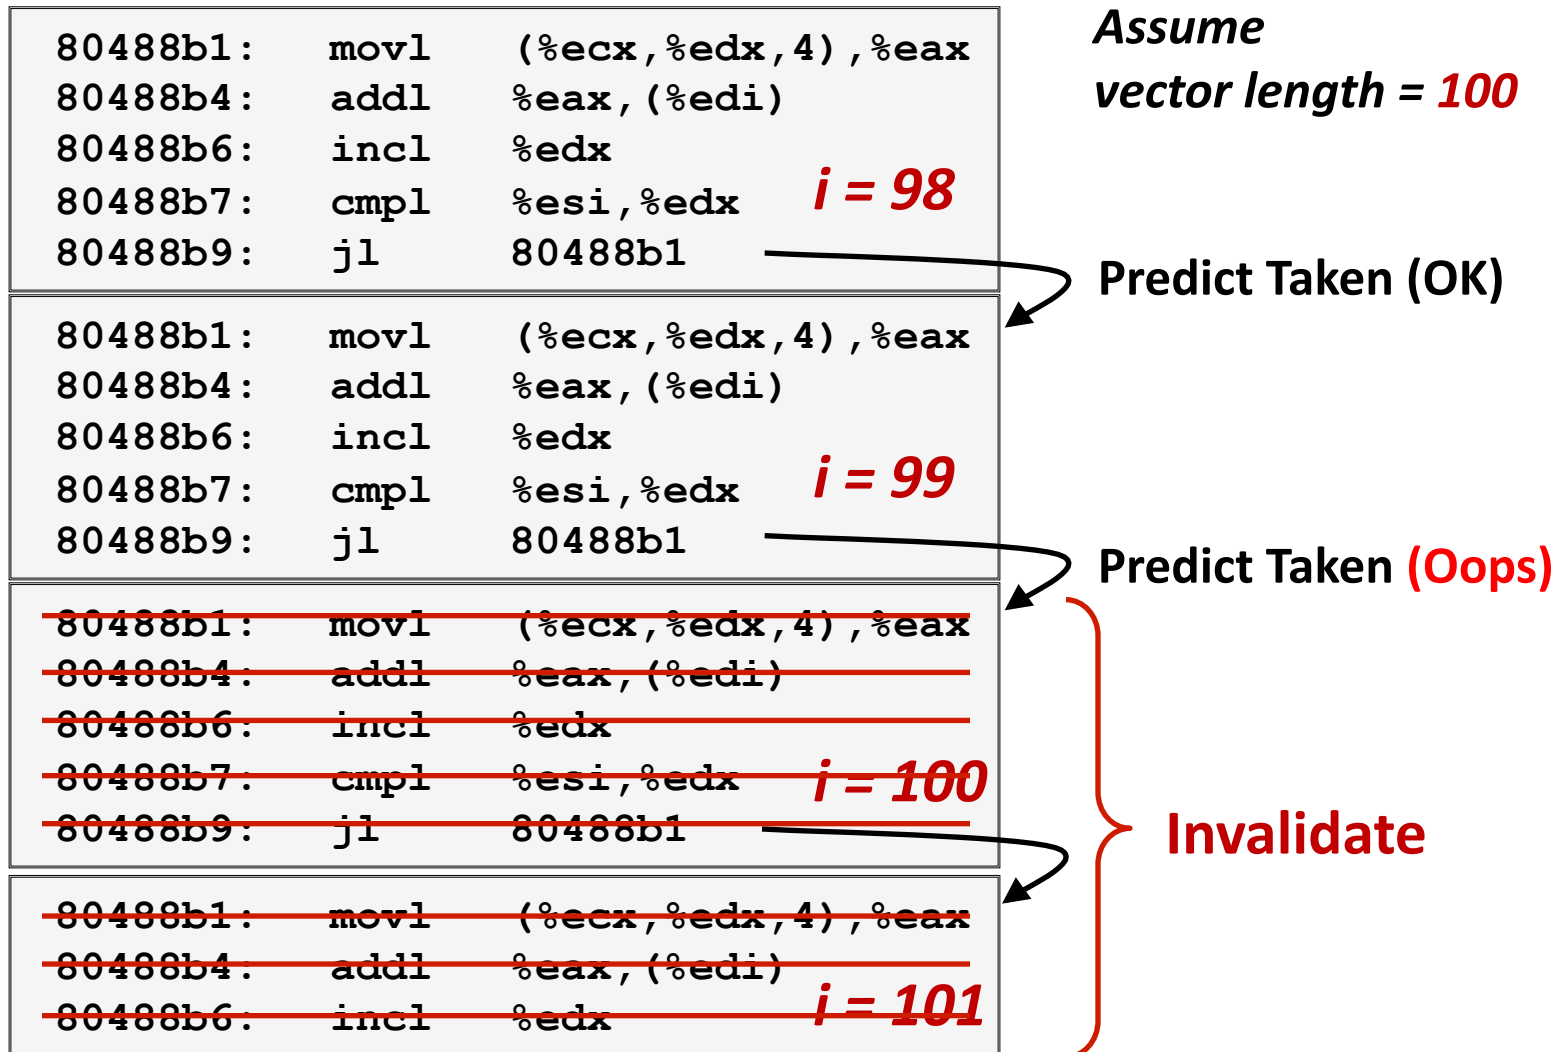 80488b1: movl (%ecx,%edx,4),%eax
80488b4: addl %eax,(%edi)
80488b6: incl %edx
80488b7: cmpl %esi,%edx
i = 98
80488b9: jl 80488b1
Assume
vector length = 100
Predict Taken (OK)
80488b1: movl (%ecx,%edx,4),%eax
80488b4: addl %eax,(%edi)
80488b6: incl %edx
80488b7: cmpl %esi,%edx
i = 99
80488b9: jl 80488b1
Predict Taken (Oops)
80488b1: movl (%ecx,%edx,4),%eax
80488b4: addl %eax,(%edi)
80488b6: incl %edx
80488b7: cmpl %esi,%edx
i = 100
80488b9: jl 80488b1
Invalidate
80488b1: movl (%ecx,%edx,4),%eax
80488b4: addl %eax,(%edi)
80488b6: incl %edx
i = 101